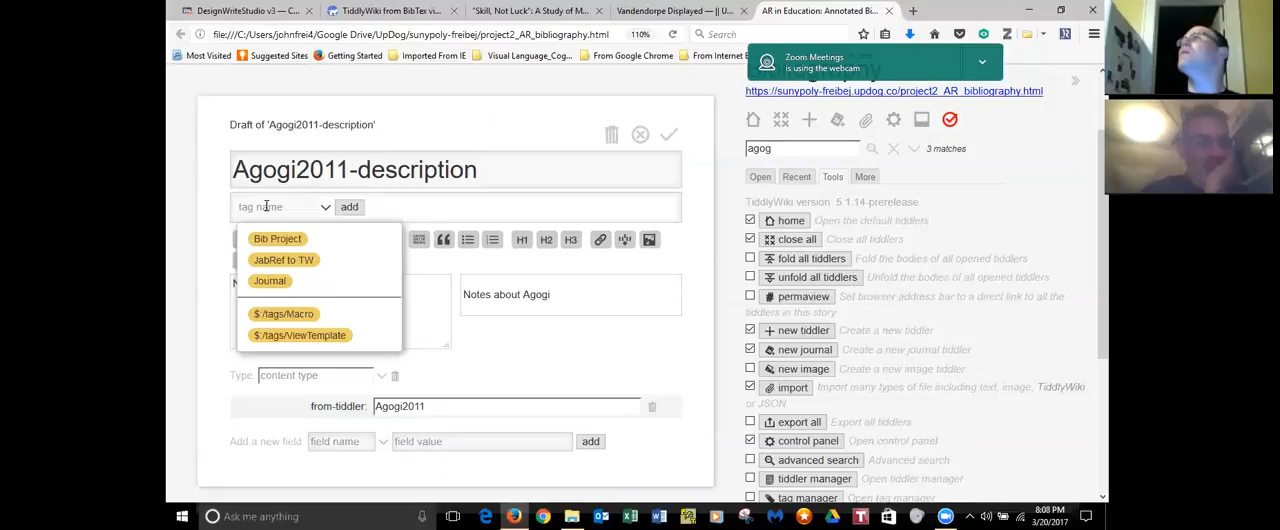 DesignWriteStudio v3 — C...
TiddlyWiki from BibTex vi...
"Skill, Not Luck": A Study of M...
Vandendorpe Displayed — || U...
AR in Education: Annotated Bi...
file:///C:/Users/johnfrei4/Google Drive/UpDog/sunypoly-freibej/project2_AR_bibliography.html
110%
Search
Most Visited
Suggested Sites
Getting Started
Imported From IE
Visual Language_Cog...
From Google Chrome
From Internet E
Zoom Meetings
is using the webcam
Bibliography
https://sunypoly-freibej.updog.co/project2_AR_bibliography.html
Draft of 'Agogi2011-description'
Agogi2011-description
tag name
add
Bib Project
JabRef to TW
Journal
$:/tags/Macro
$:/tags/ViewTemplate
H1 H2 H3
Notes about Agogi
Type: content type
from-tiddler: Agogi2011
Add a new field: field name field value add
agog
3 matches
Open Recent Tools More
TiddlyWiki version 5.1.14-prerelease
home Open the default tiddlers
close all Close all tiddlers
fold all tiddlers Fold the bodies of all opened tiddlers
unfold all tiddlers Unfold the bodies of all opened tiddlers
permaview Set browser address bar to a direct link to all the
tiddlers in this story
new tiddler Create a new tiddler
new journal Create a new journal tiddler
new image Create a new image tiddler
import Import many types of file including text, image, TiddlyWiki
or JSON
export all Export all tiddlers
control panel Open control panel
advanced search Advanced search
tiddler manager Open tiddler manager
tag manager Open tag manager
Ask me anything
8:08 PM
3/20/2017